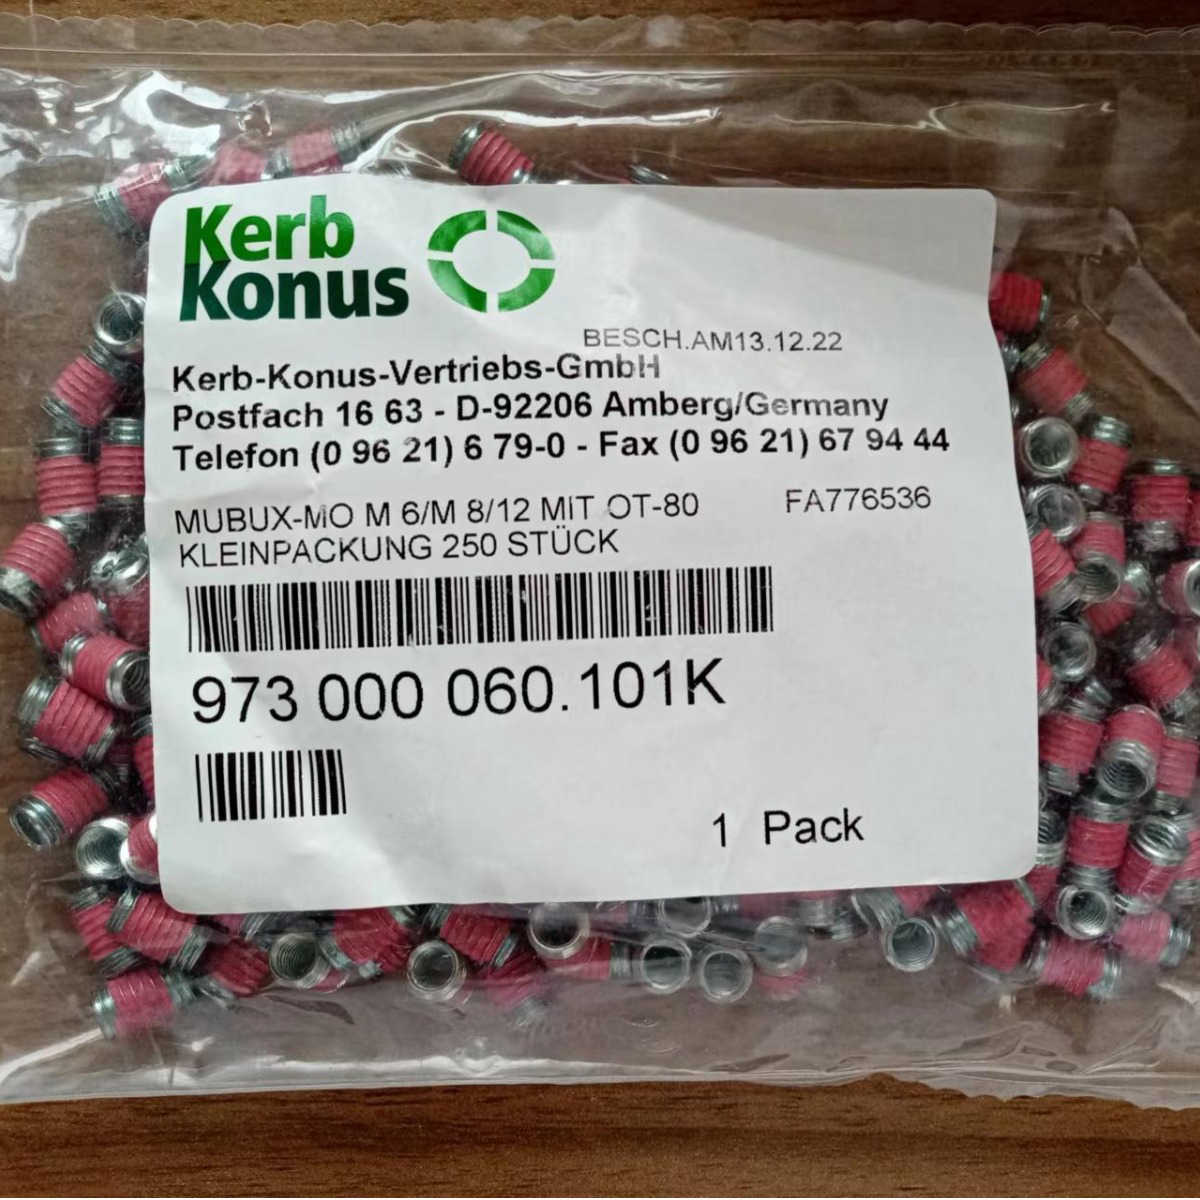 Kerb
Konus
BESCH.AM13.12.22
Kerb-Konus-Vertriebs-GmbH
Postfach 16 63 - D-92206 Amberg/Germany
Telefon (0 96 21) 6 79-0 - Fax (0 96 21) 67 94 44
MUBUX-MO M 6/M 8/12 MIT OT-80 FA776536
KLEINPACKUNG 250 STÜCK
973 000 060.101K
1 Pack